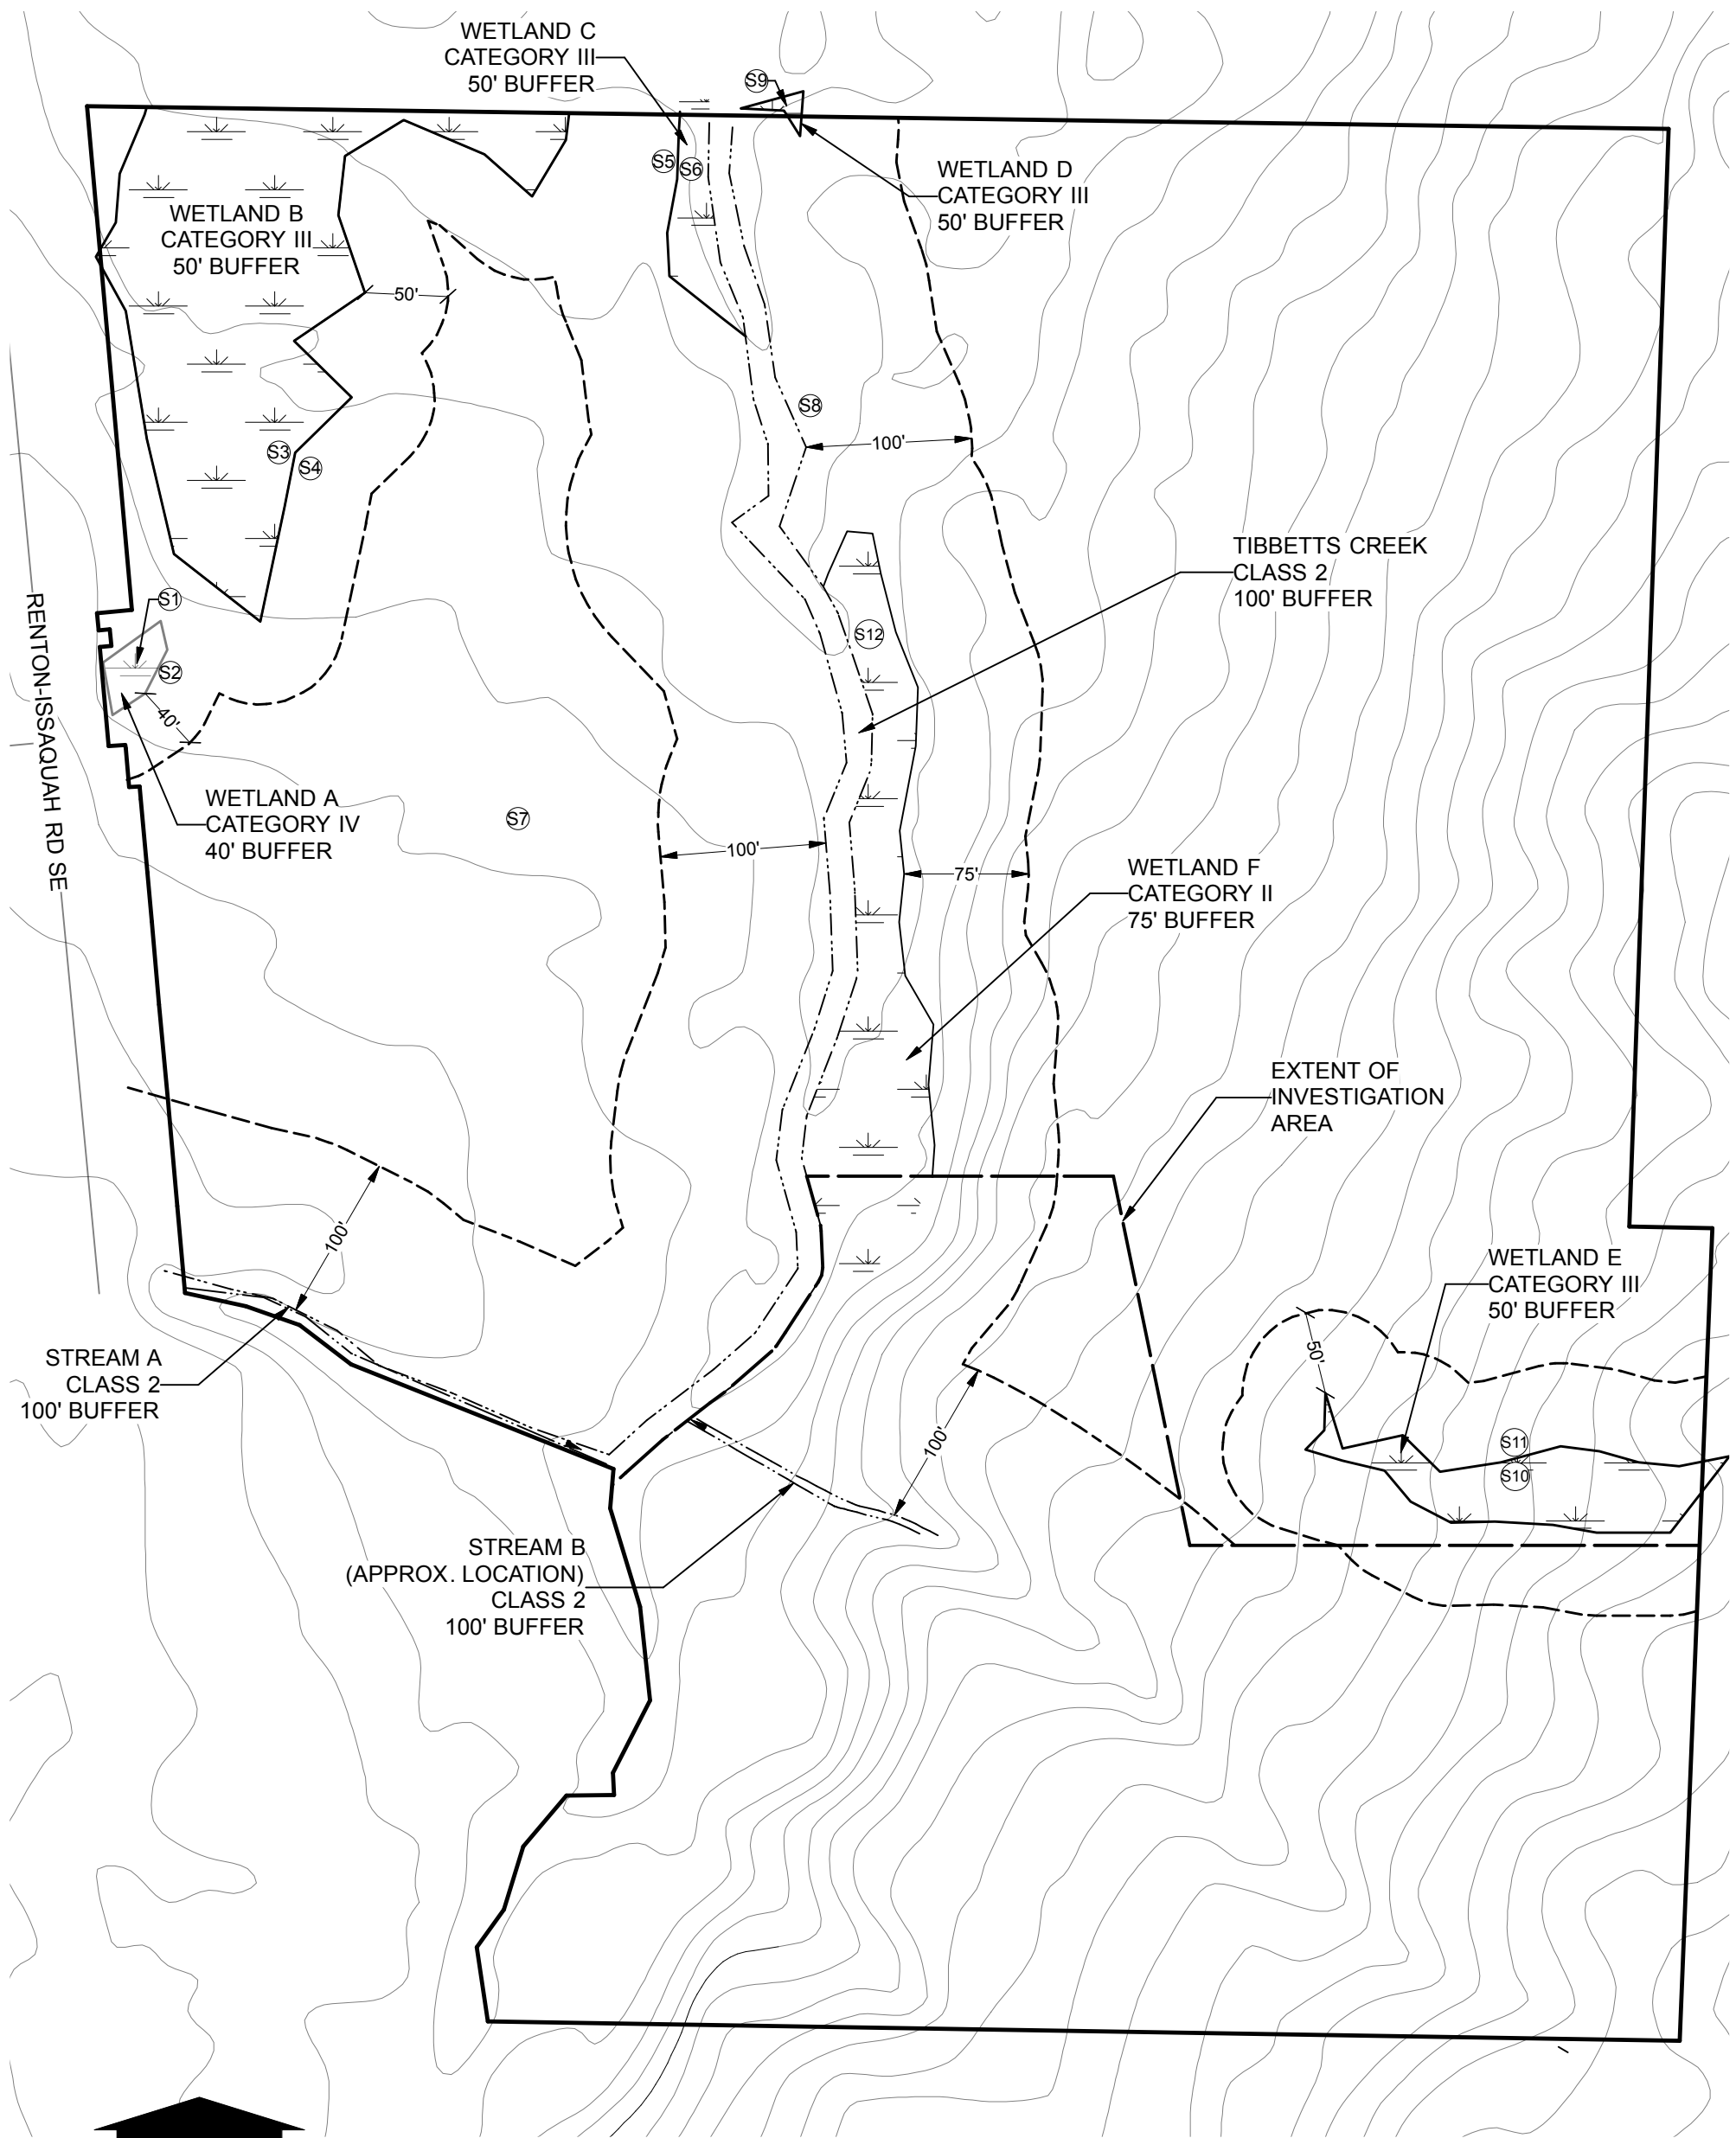 WETLAND C
CATEGORY III
50' BUFFER
S9
S5
S6
WETLAND D
CATEGORY III
50' BUFFER
WETLAND B
CATEGORY III
50' BUFFER
50'
S8
100'
S3
S4
TIBBETTS CREEK
CLASS 2
100' BUFFER
S1
S12
S2
RENTON-ISSAQUAH RD SE
40'
WETLAND A
CATEGORY IV
40' BUFFER
S7
100'
75'
WETLAND F
CATEGORY II
75' BUFFER
EXTENT OF
INVESTIGATION
AREA
100'
WETLAND E
CATEGORY III
50' BUFFER
50'
STREAM A
CLASS 2
100' BUFFER
100'
S11
S10
STREAM B
(APPROX. LOCATION)
CLASS 2
100' BUFFER